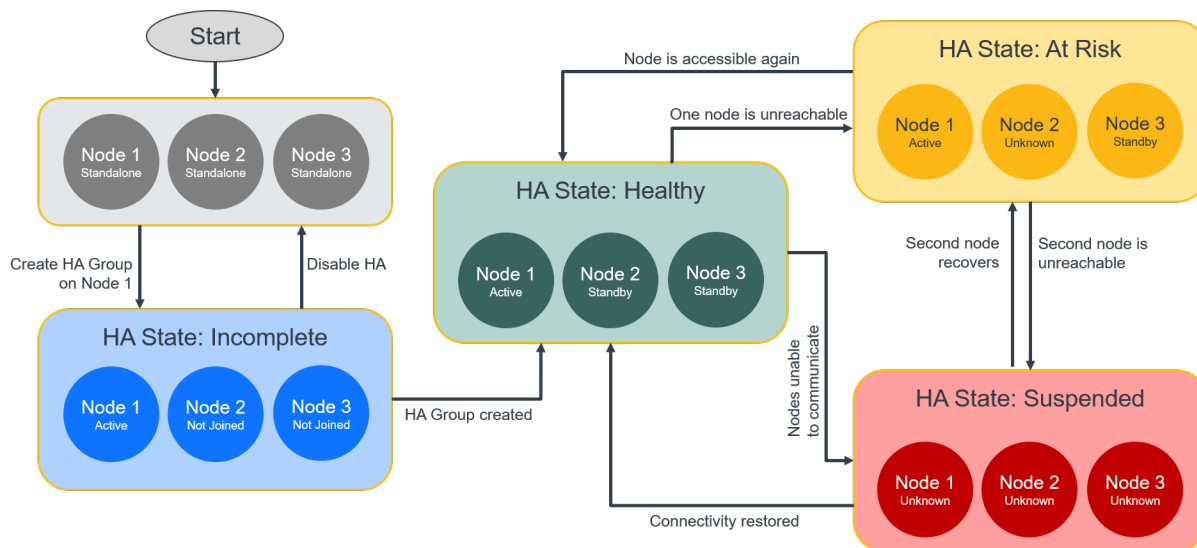 Start
Node 1
Standalone
Node 2
Standalone
Node 3
Standalone
Create HA Group
on Node 1
Disable HA
HA State: Incomplete
Node 1
Active
Node 2
Not Joined
Node 3
Not Joined
HA Group created
HA State: Healthy
Node 1
Active
Node 2
Standby
Node 3
Standby
Node is accessible again
One node is unreachable
HA State: At Risk
Node 1
Active
Node 2
Unknown
Node 3
Standby
Second node
recovers
Second node is
unreachable
Nodes unable
to communicate
Connectivity restored
HA State: Suspended
Node 1
Unknown
Node 2
Unknown
Node 3
Unknown